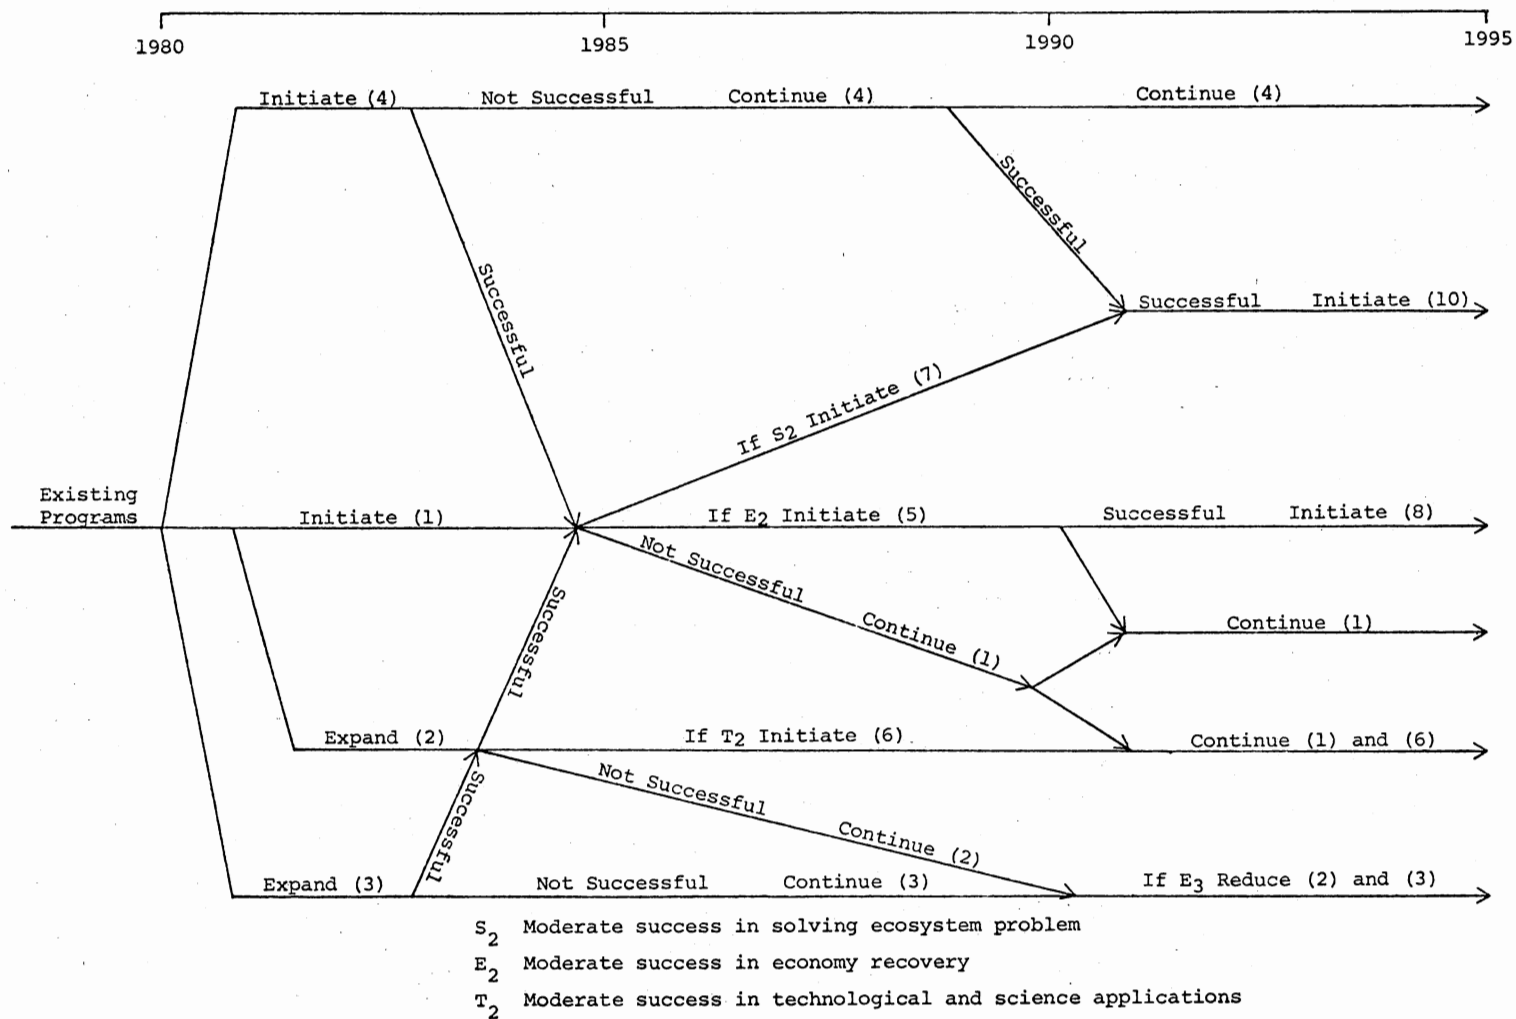 1980 1985 1990 1995
Initiate (4) Not Successful Continue (4) Continue (4)
Successful
Successful Initiate (10)
Successful
If S2 Initiate (7)
Existing
Programs
Initiate (1) If E2 Initiate (5) Successful Initiate (8)
Not Successful Continue (1)
Continue (1)
Successful
Expand (2) If T2 Initiate (6) Continue (1) and (6)
Not Successful Continue (2)
Successful
Expand (3) Not Successful Continue (3) If E3 Reduce (2) and (3)
S2 Moderate success in solving ecosystem problem
E2 Moderate success in economy recovery
T2 Moderate success in technological and science applications